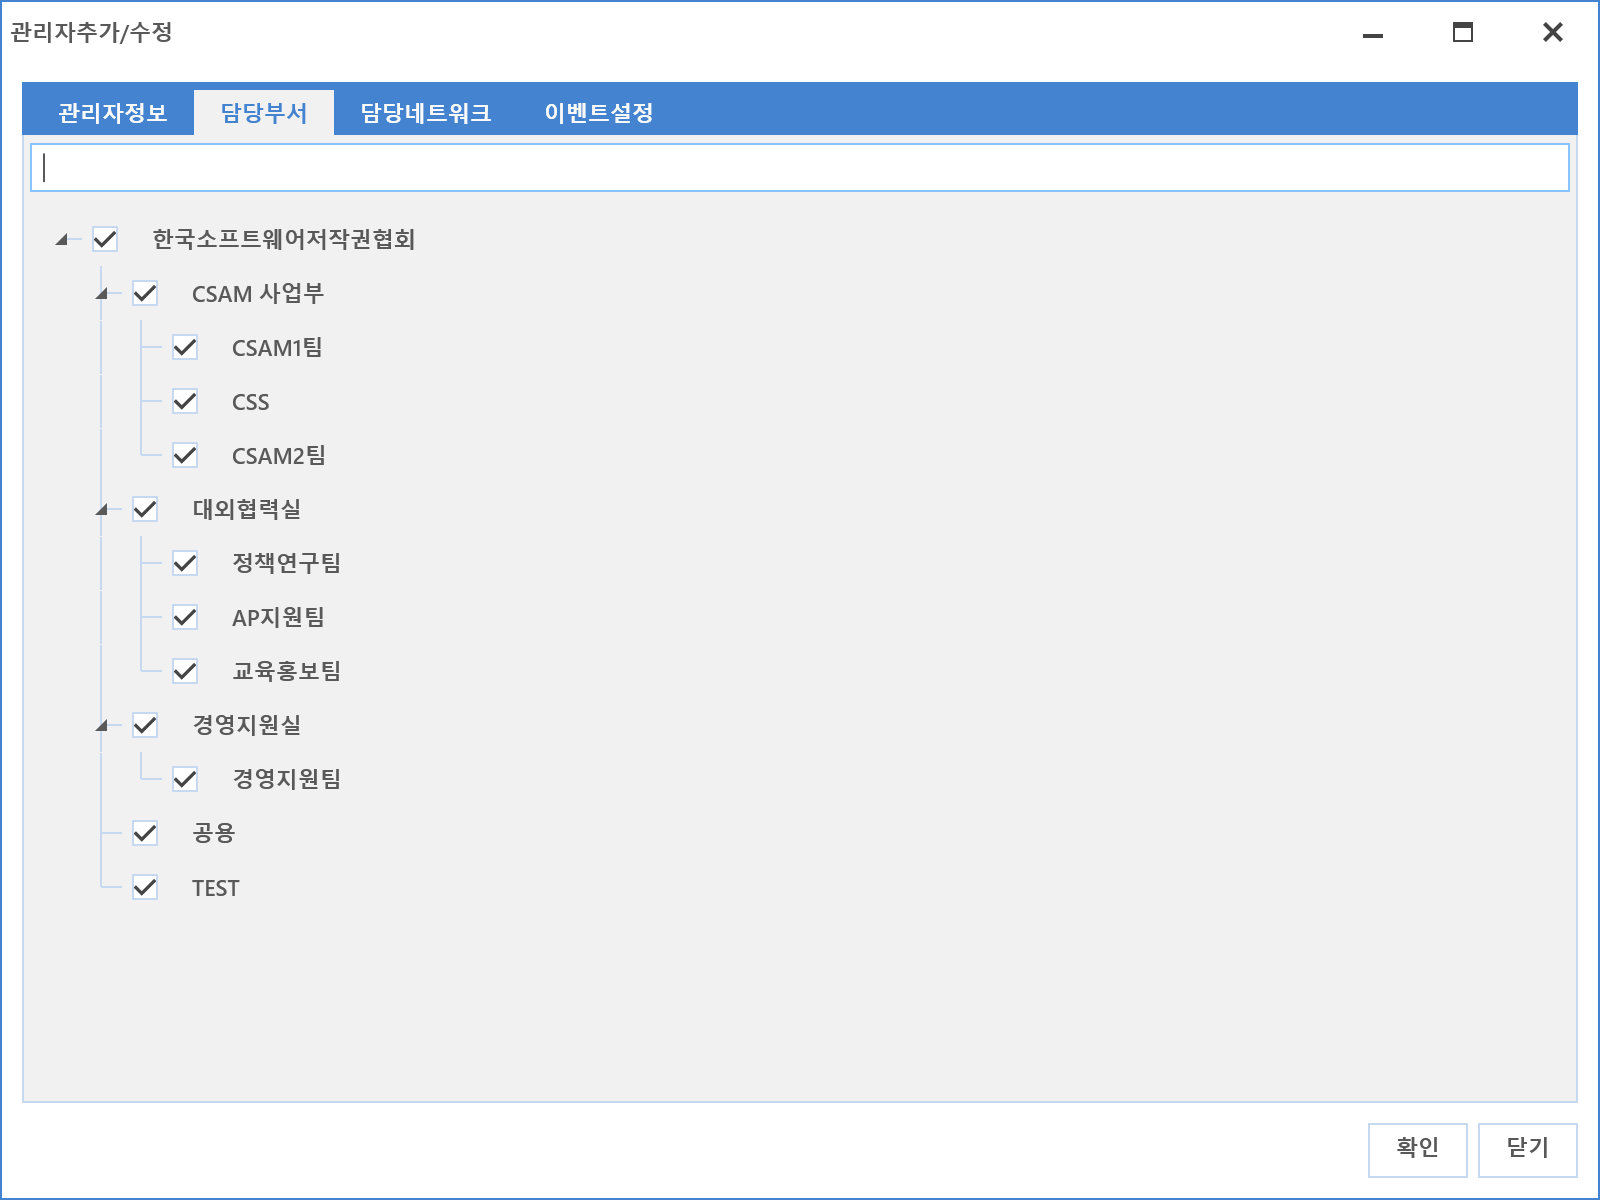 관리자추가/수정
관리자정보 담당부서 담당네트워크 이벤트설정
한국소프트웨어저작권협회
CSAM 사업부
CSAM1팀
CSS
CSAM2팀
대외협력실
정책연구팀
AP지원팀
교육홍보팀
경영지원실
경영지원팀
공용
TEST
확인 닫기